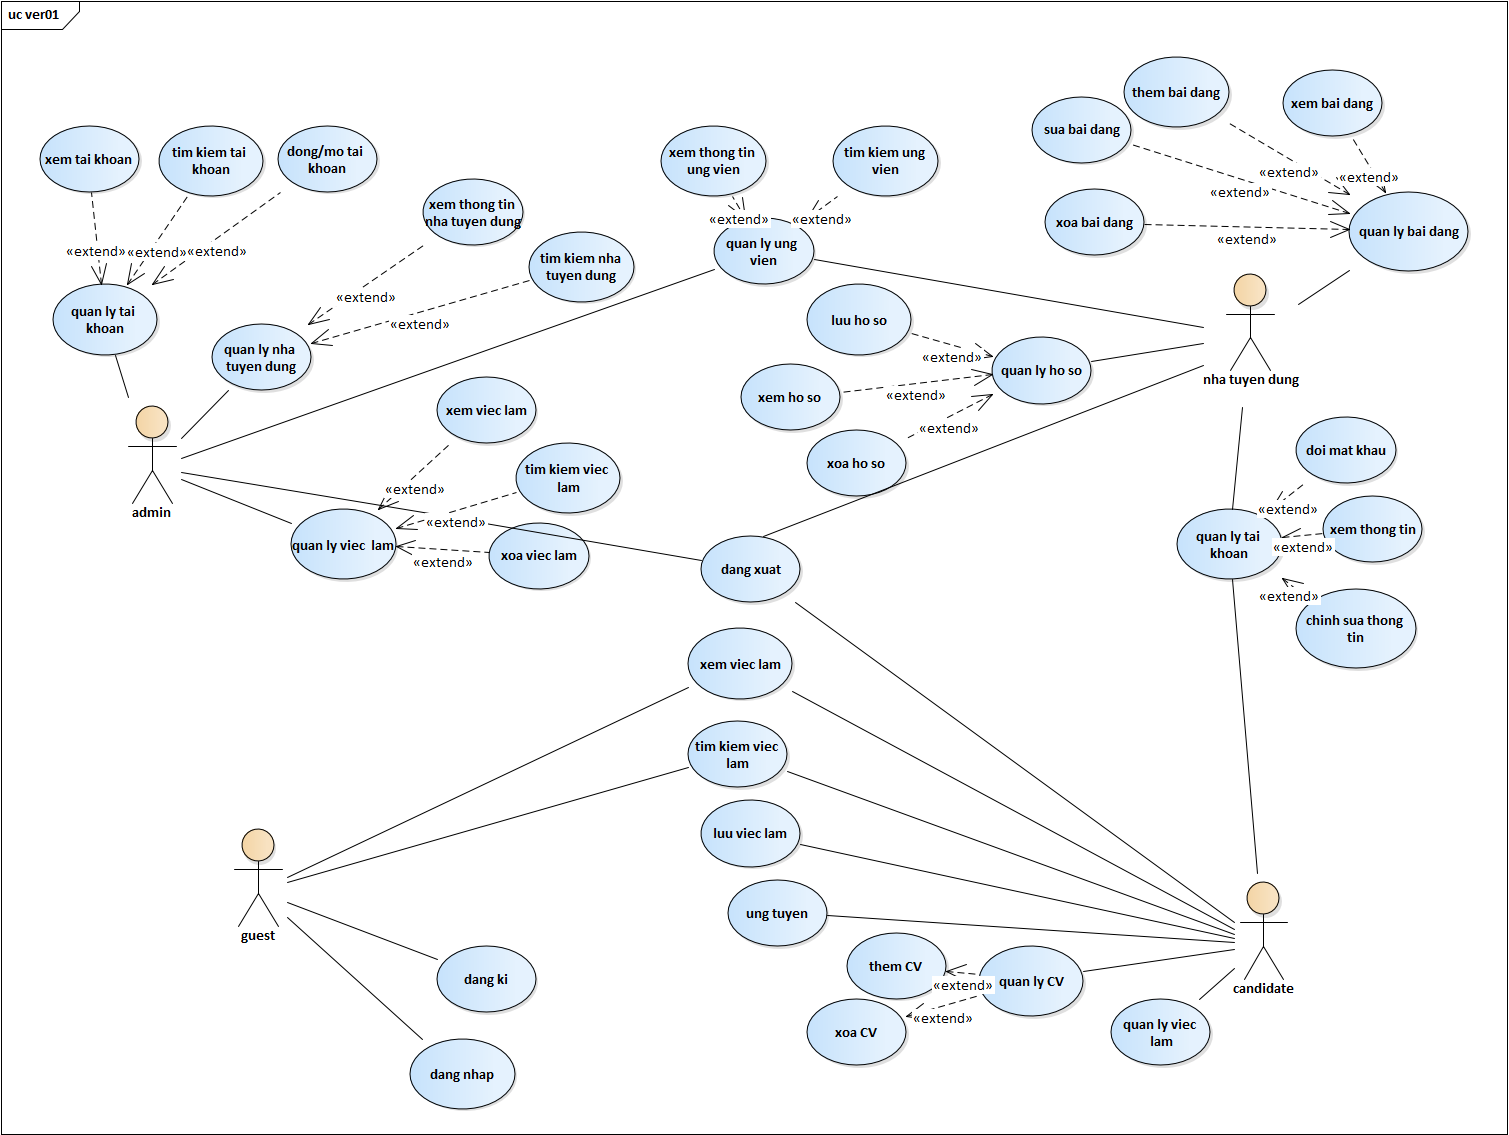 uc ver01
them bai dang
xem bai dang
sua bai dang
xem tai khoan
tim kiem tai
khoan
dong/mo tai
khoan
xem thong tin
ung vien
tim kiem ung
vien
«extend»
«extend»
«extend»
«extend»
xoa bai dang
quan ly bai dang
«extend»
xem thong tin
nha tuyen dung
«extend»
«extend»
quan ly ung
vien
«extend»
«extend»
«extend»
tim kiem nha
tuyen dung
«extend»
«extend»
quan ly tai
khoan
luu ho so
quan ly nha
tuyen dung
«extend»
quan ly ho so
nha tuyen dung
xem ho so
«extend»
«extend»
xem viec lam
doi mat khau
xoa ho so
tim kiem viec
lam
«extend»
admin
«extend»
«extend»
quan ly viec  lam
xoa viec lam
«extend»
quan ly tai
khoan
xem thong tin
«extend»
dang xuat
«extend»
chinh sua thong
tin
xem viec lam
tim kiem viec
lam
luu viec lam
ung tuyen
guest
them CV
quan ly CV
«extend»
dang ki
candidate
xoa CV
«extend»
quan ly viec
lam
dang nhap